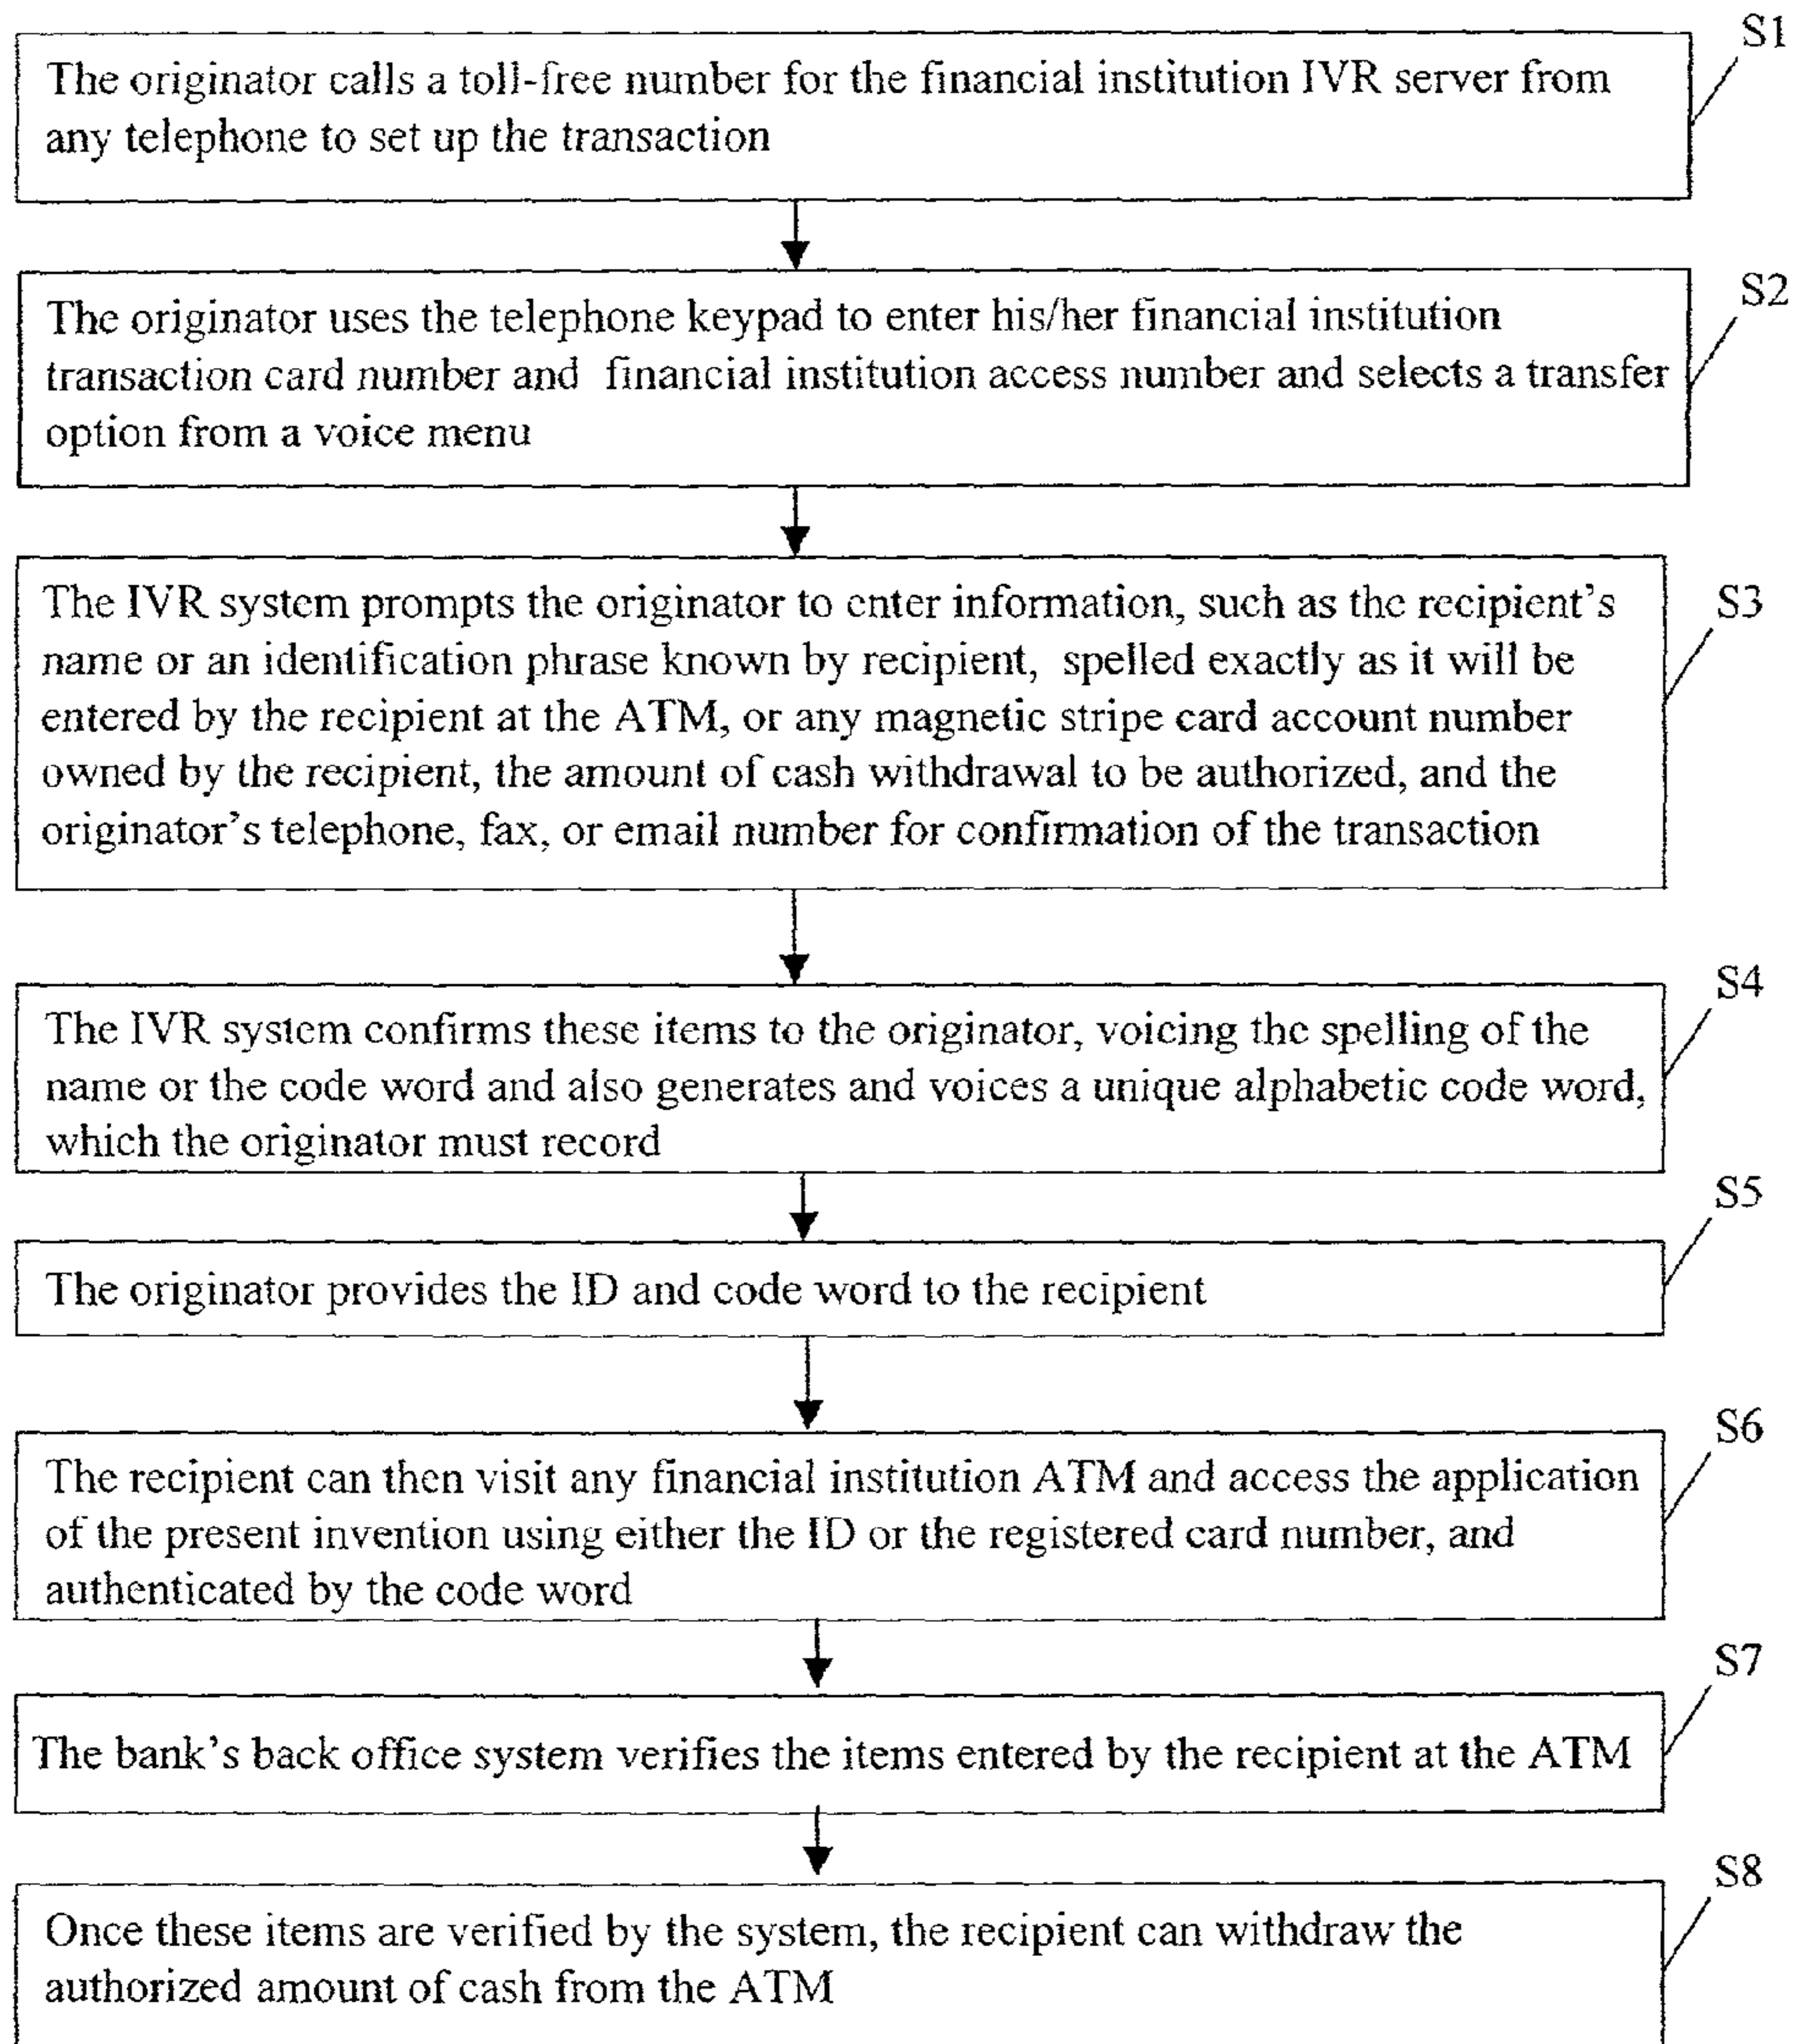 S1
The originator calls a toll-free number for the financial institution IVR server from
any telephone to set up the transaction
S2
The originator uses the telephone keypad to enter his/her financial institution
transaction card number and financial institution access number and selects a transfer
option from a voice menu
S3
The IVR system prompts the originator to enter information, such as the recipient's
name or an identification phrase known by recipient, spelled exactly as it will be
entered by the recipient at the ATM, or any magnetic stripe card account number
owned by the recipient, the amount of cash withdrawal to be authorized, and the
originator's telephone, fax, or email number for confirmation of the transaction
S4
The IVR system confirms these items to the originator, voicing the spelling of the
name or the code word and also generates and voices a unique alphabetic code word,
which the originator must record
S5
The originator provides the ID and code word to the recipient
S6
The recipient can then visit any financial institution ATM and access the application
of the present invention using either the ID or the registered card number, and
authenticated by the code word
S7
The bank's back office system verifies the items entered by the recipient at the ATM
S8
Once these items are verified by the system, the recipient can withdraw the
authorized amount of cash from the ATM